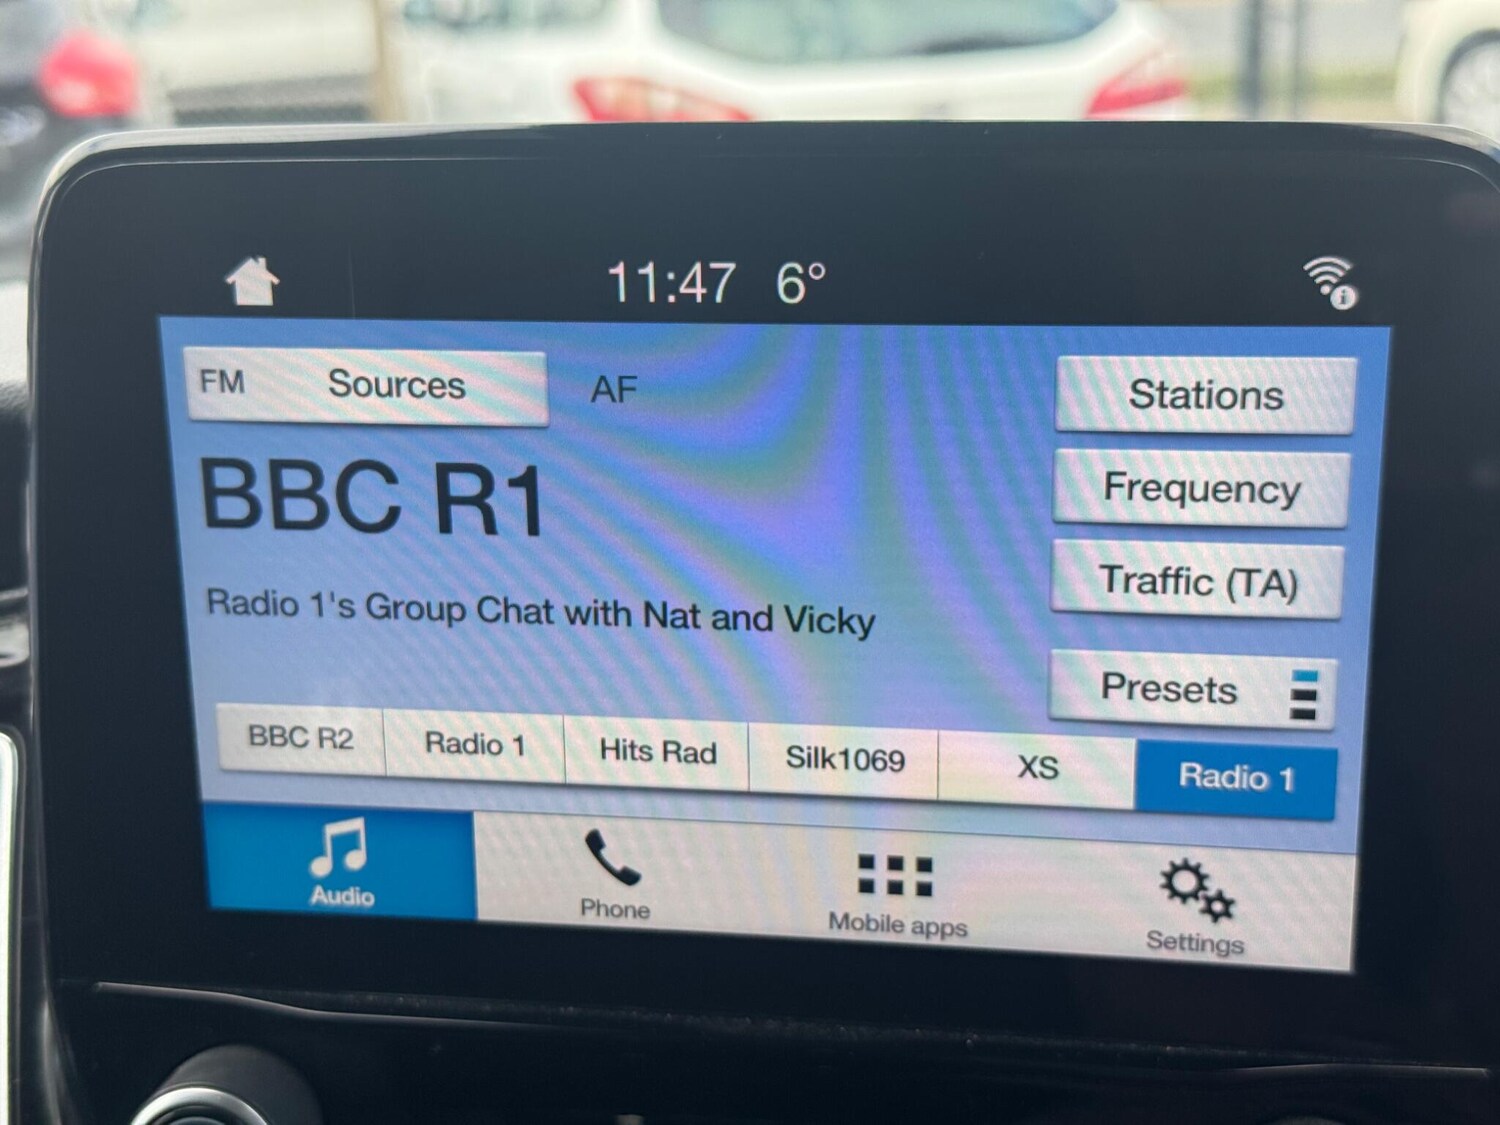 11:47 6°
FM Sources
AF
Stations
BBC R1
Frequency
Radio 1's Group Chat with Nat and Vicky
Traffic (TA)
Presets
BBC R2
Radio 1
Hits Rad
Silk1069
XS
Radio 1
Audio
Phone
Mobile apps
Settings